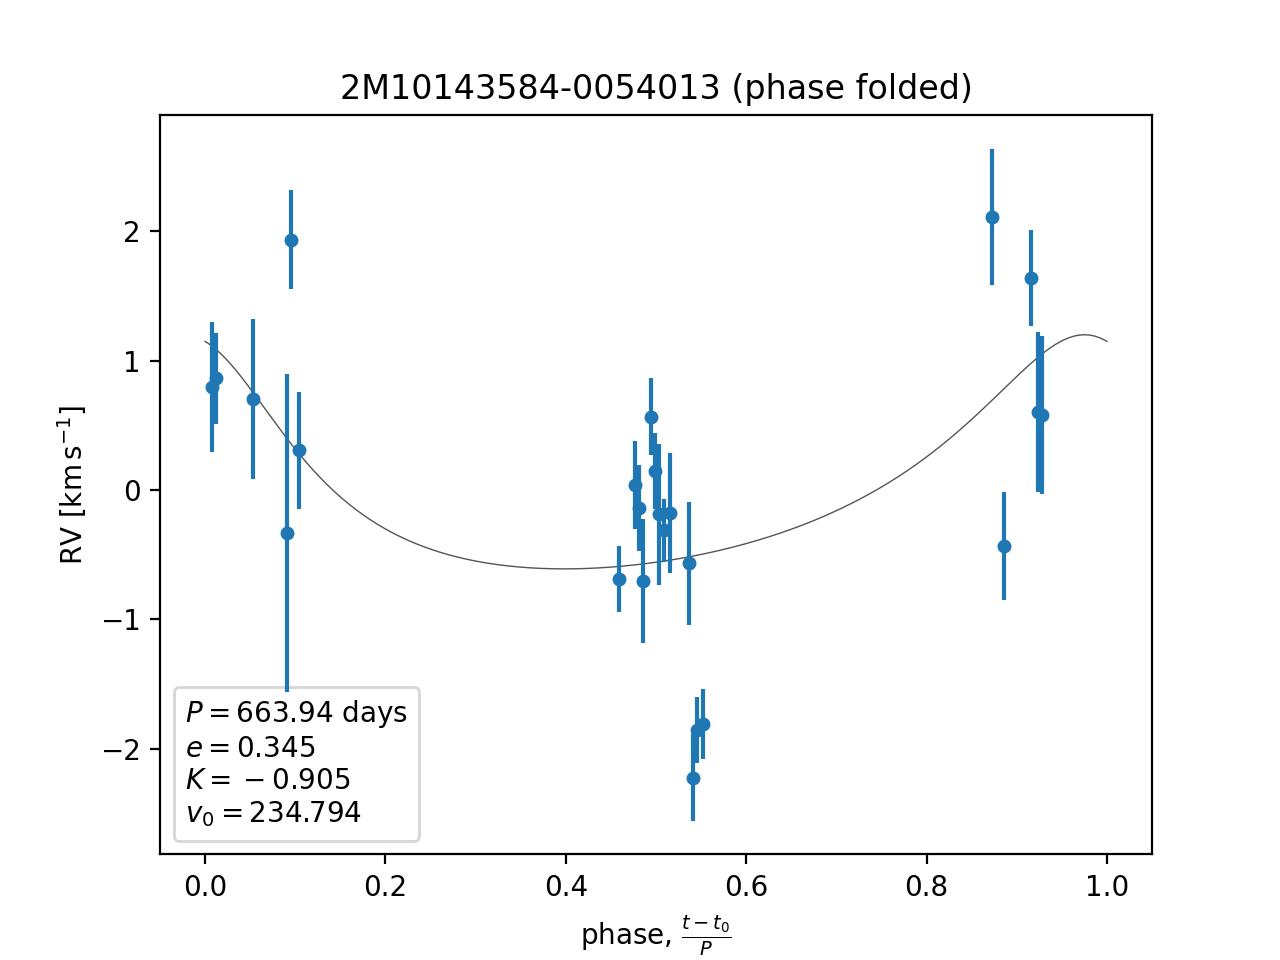 2M10143584-0054013 (phase folded)
RV [km s⁻¹]
2
1
0
−1
−2
P = 663.94 days
e = 0.345
K = −0.905
v₀ = 234.794
0.0 0.2 0.4 0.6 0.8 1.0
phase, (t − t₀)/P